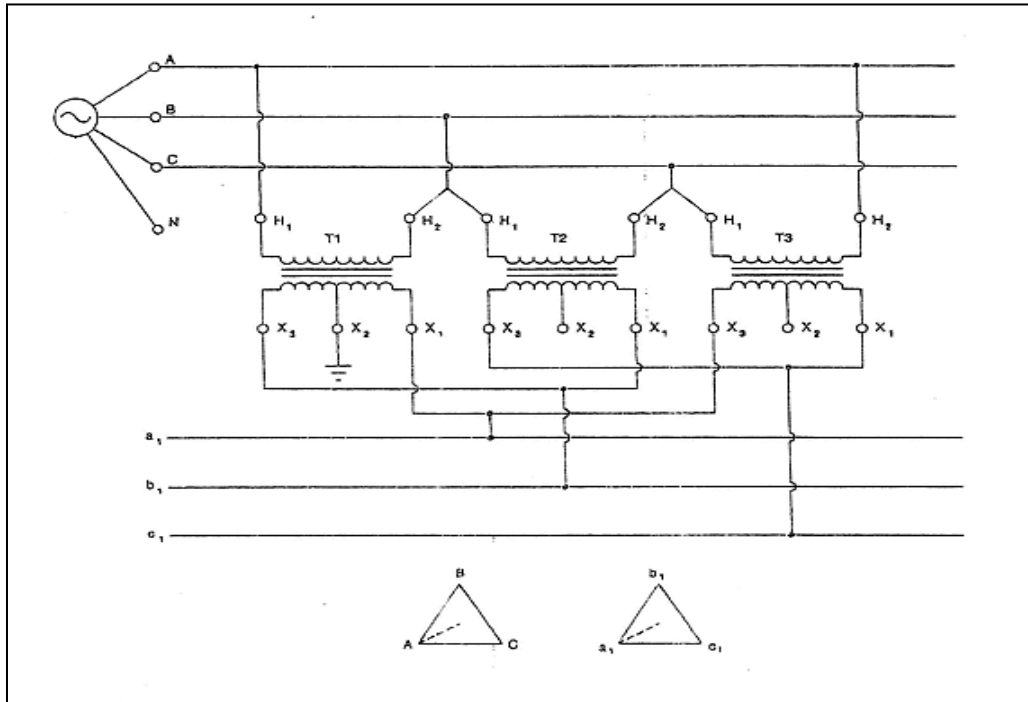 A
B
C
N
H₁ T1 H₂ H₁ T2 H₂ H₁ T3 H₂
X₃ X₂ X₁ X₃ X₂ X₁ X₃ X₂ X₁
a₁
b₁
c₁
B b₁
A C a₁ c₁